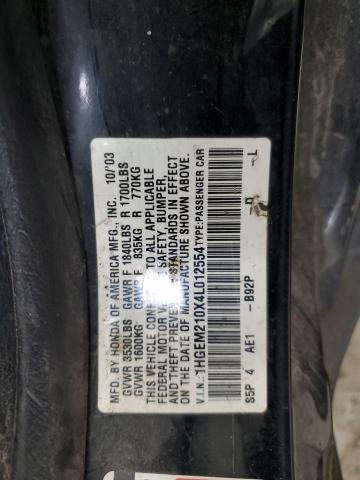 MFD. BY HONDA OF AMERICA MFG., INC. 10/03
GVWR 3530LBS GAWR F 1840LBS R 1700LBS
GVWR 1600KG GAWR F 835KG R 770KG
THIS VEHICLE CONFORMS TO ALL APPLICABLE
FEDERAL MOTOR VEHICLE SAFETY, BUMPER,
AND THEFT PREVENTION STANDARDS IN EFFECT
ON THE DATE OF MANUFACTURE SHOWN ABOVE.
V.I.N.: 1HGEM210X4L012554 TYPE: PASSENGER CAR
S5P 4 AE1 -B92P -L